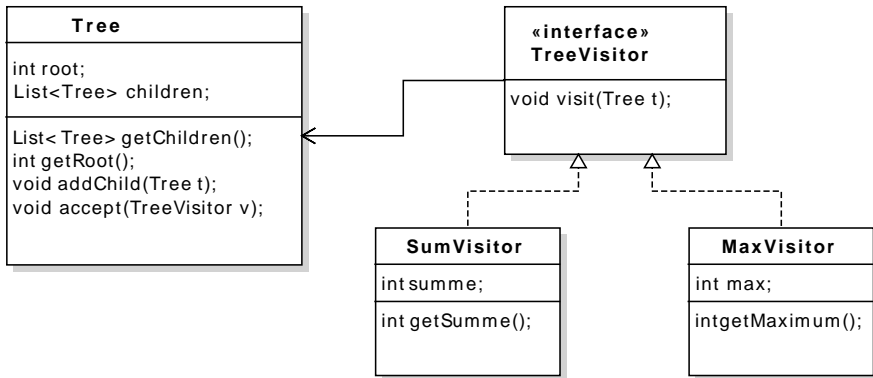 Tree
int root;
List<Tree> children;
List< Tree> getChildren();
int getRoot();
void addChild(Tree t);
void accept(TreeVisitor v);
«interface»
TreeVisitor
void visit(Tree t);
SumVisitor
int summe;
int getSumme();
MaxVisitor
int max;
intgetMaximum();